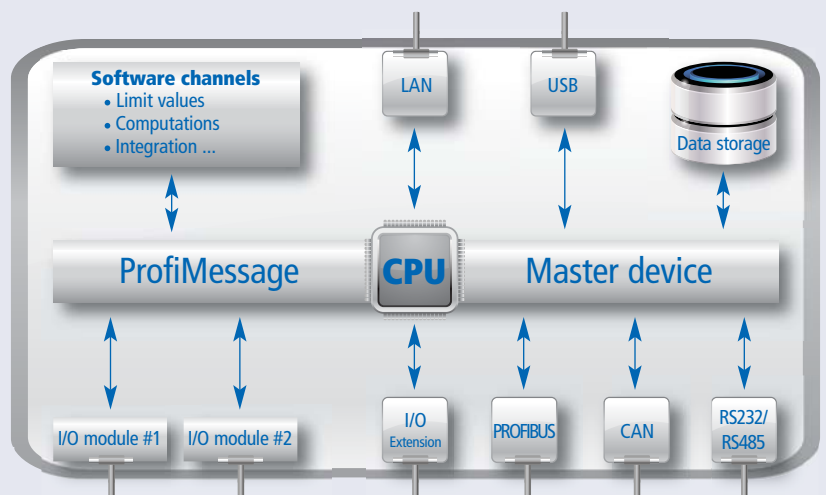 Software channels
• Limit values
• Computations
• Integration ...
LAN
USB
Data storage
ProfiMessage
CPU
Master device
I/O module #1
I/O module #2
I/O
Extension
PROFIBUS
CAN
RS232/
RS485